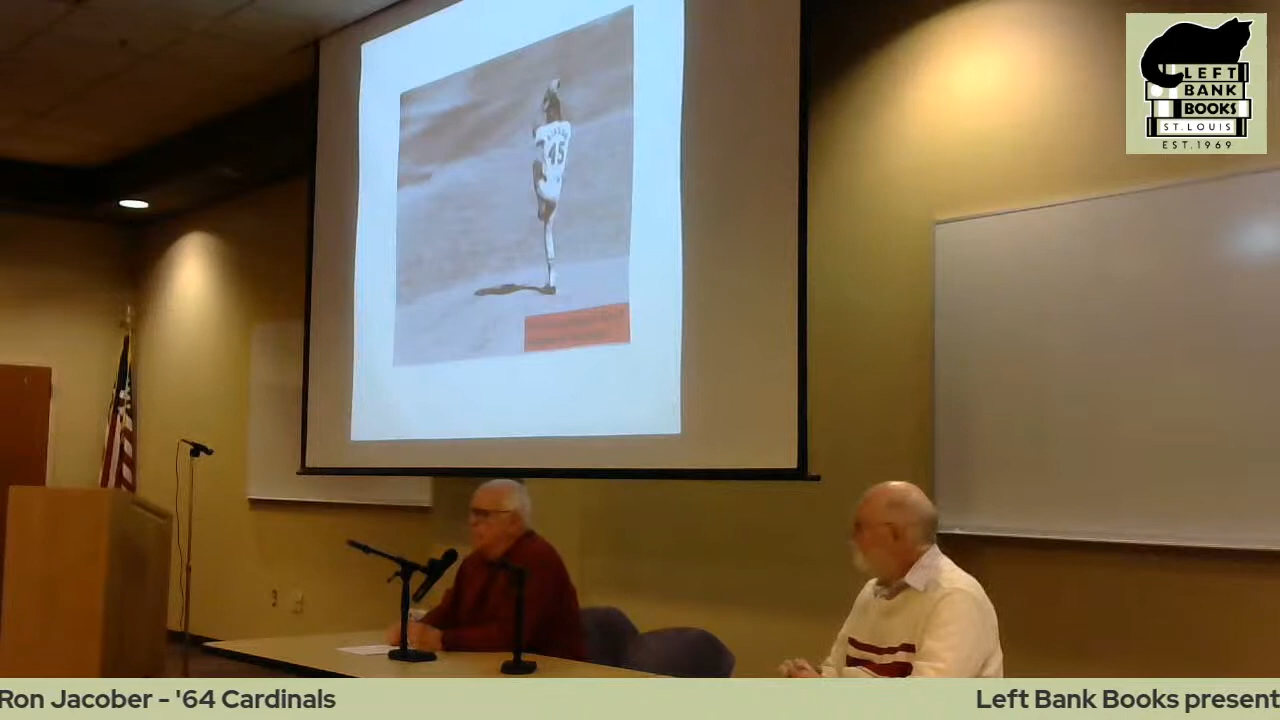 LEFT
BANK
BOOKS
ST. LOUIS
EST. 1969
45
Ron Jacober - '64 Cardinals
Left Bank Books present